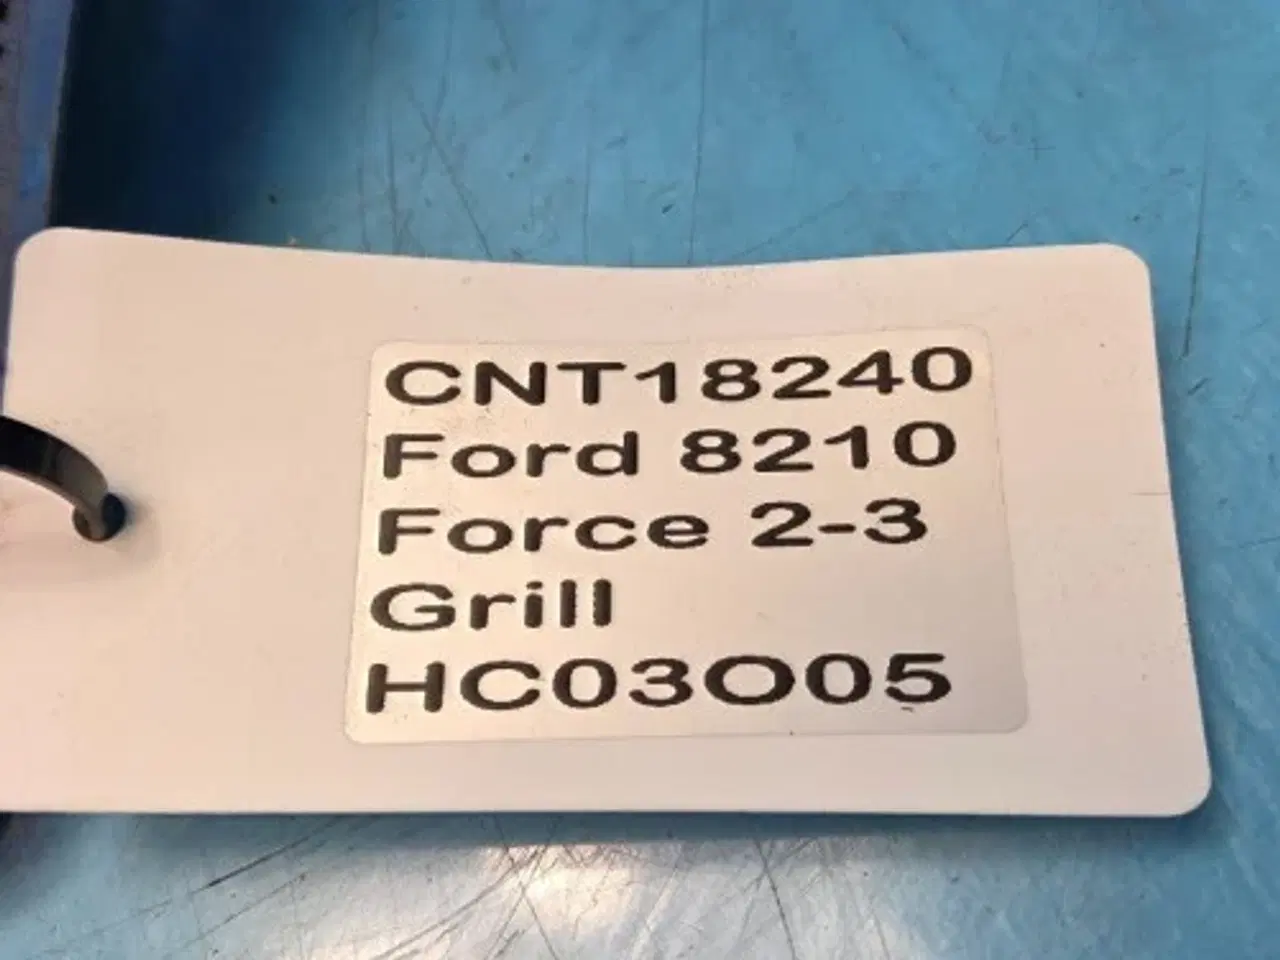 CNT18240
Ford 8210
Force 2-3
Grill
HC03O05